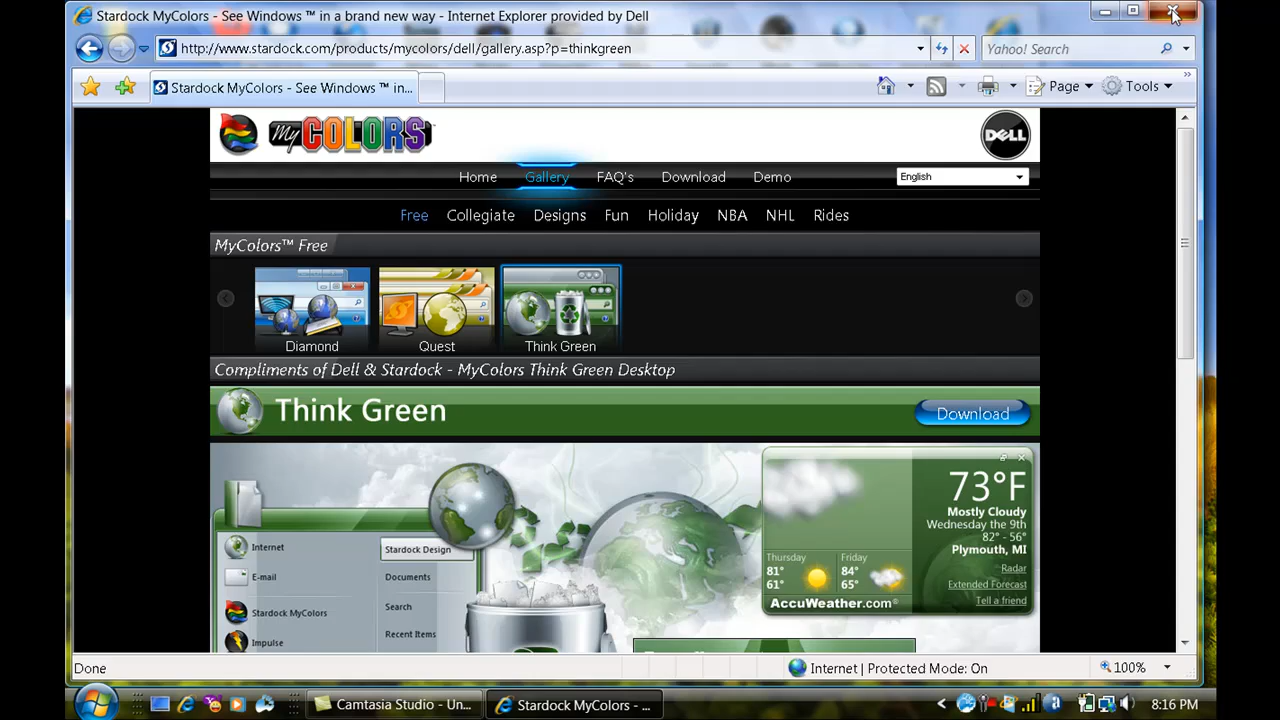 Stardock MyColors - See Windows ™ in a brand new way - Internet Explorer provided by Dell
http://www.stardock.com/products/mycolors/dell/gallery.asp?p=thinkgreen
Yahoo! Search
Stardock MyColors - See Windows ™ in...
Page
Tools
My COLORS
DELL
Home
Gallery
FAQ's
Download
Demo
English
Free
Collegiate
Designs
Fun
Holiday
NBA
NHL
Rides
MyColors™ Free
Diamond
Quest
Think Green
Compliments of Dell & Stardock - MyColors Think Green Desktop
Think Green
Download
Internet
E-mail
Stardock MyColors
Impulse
Stardock Design
Documents
Search
Recent Items
73°F
Mostly Cloudy
Wednesday the 9th
82° - 56°
Plymouth, MI
Thursday
81°
61°
Friday
84°
65°
Radar
Extended Forecast
Tell a friend
AccuWeather.com®
Done
Internet | Protected Mode: On
100%
Camtasia Studio - Un...
Stardock MyColors - ...
8:16 PM